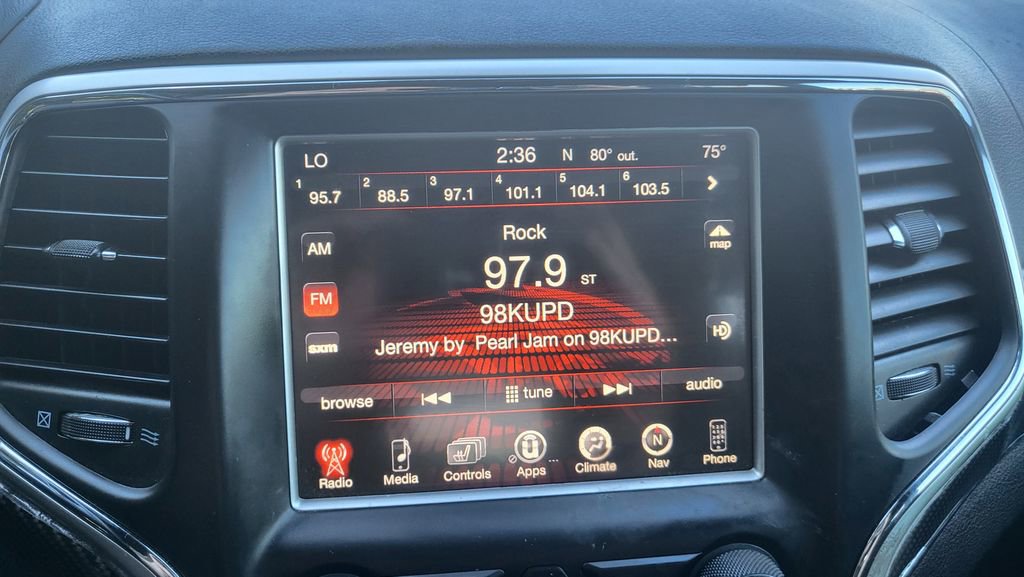 LO 2:36 N 80° out. 75°
1 95.7 2 88.5 3 97.1 4 101.1 5 104.1 6 103.5
Rock
AM
map
97.9 ST
FM
98KUPD
HD
sxm
Jeremy by Pearl Jam on 98KUPD...
browse tune audio
Radio Media Controls Apps ... Climate N Nav Phone